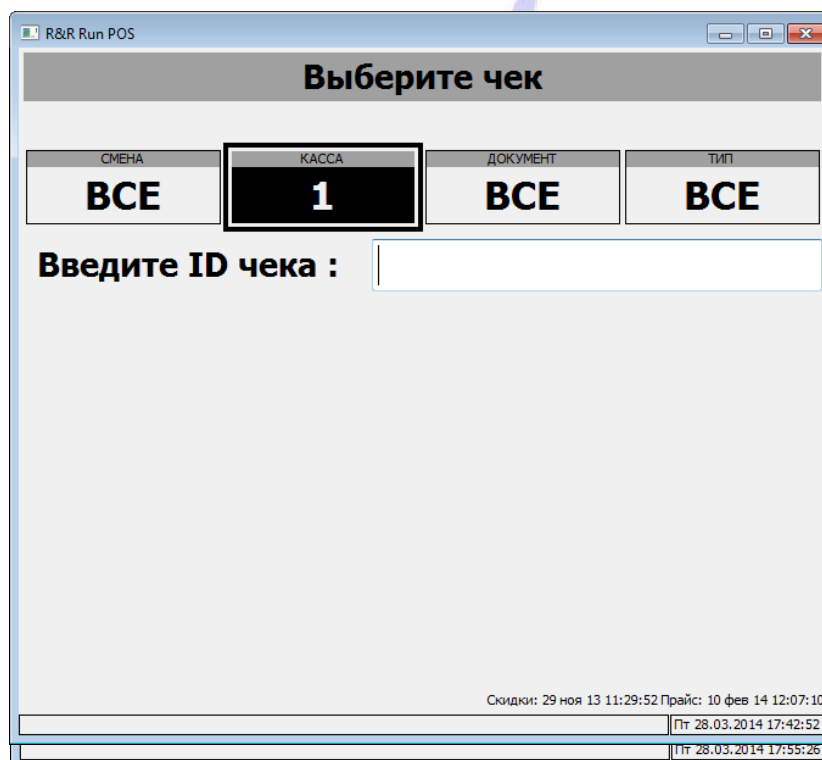 R&R Run POS
Выберите чек
СМЕНА КАССА ДОКУМЕНТ ТИП
ВСЕ 1 ВСЕ ВСЕ
Введите ID чека :
Скидки: 29 ноя 13 11:29:52 Прайс: 10 фев 14 12:07:10
Пт 28.03.2014 17:42:52
Пт 28.03.2014 17:55:26